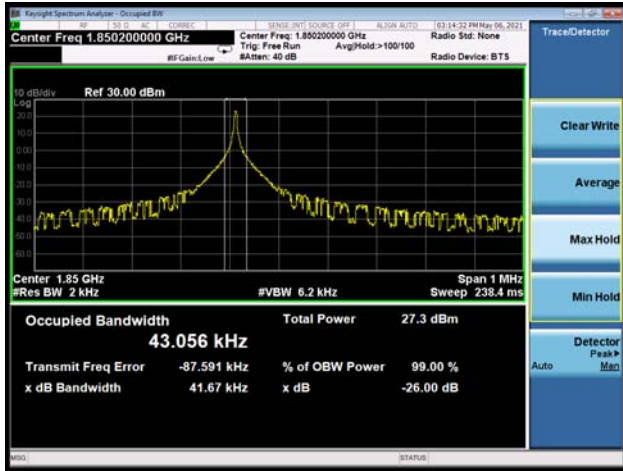 Keysight Spectrum Analyzer - Occupied BW
RF 50 Ω AC CORREC SENSE:INT SOURCE OFF ALIGN AUTO 03:14:32 PM May 06, 2021
Center Freq 1.850200000 GHz
Center Freq: 1.850200000 GHz
Radio Std: None
Trig: Free Run Avg|Hold:>100/100
#IFGain:Low #Atten: 40 dB Radio Device: BTS
Trace/Detector
10 dB/div Ref 30.00 dBm
Log
20.0
10.0
0.00
-10.0
-20.0
-30.0
-40.0
-50.0
-60.0
Center 1.85 GHz Span 1 MHz
#Res BW 2 kHz #VBW 6.2 kHz Sweep 238.4 ms
Occupied Bandwidth Total Power 27.3 dBm
43.056 kHz
Transmit Freq Error -87.591 kHz % of OBW Power 99.00 %
x dB Bandwidth 41.67 kHz x dB -26.00 dB
Clear Write
Average
Max Hold
Min Hold
Detector
Peak▶
Auto Man
MSG STATUS